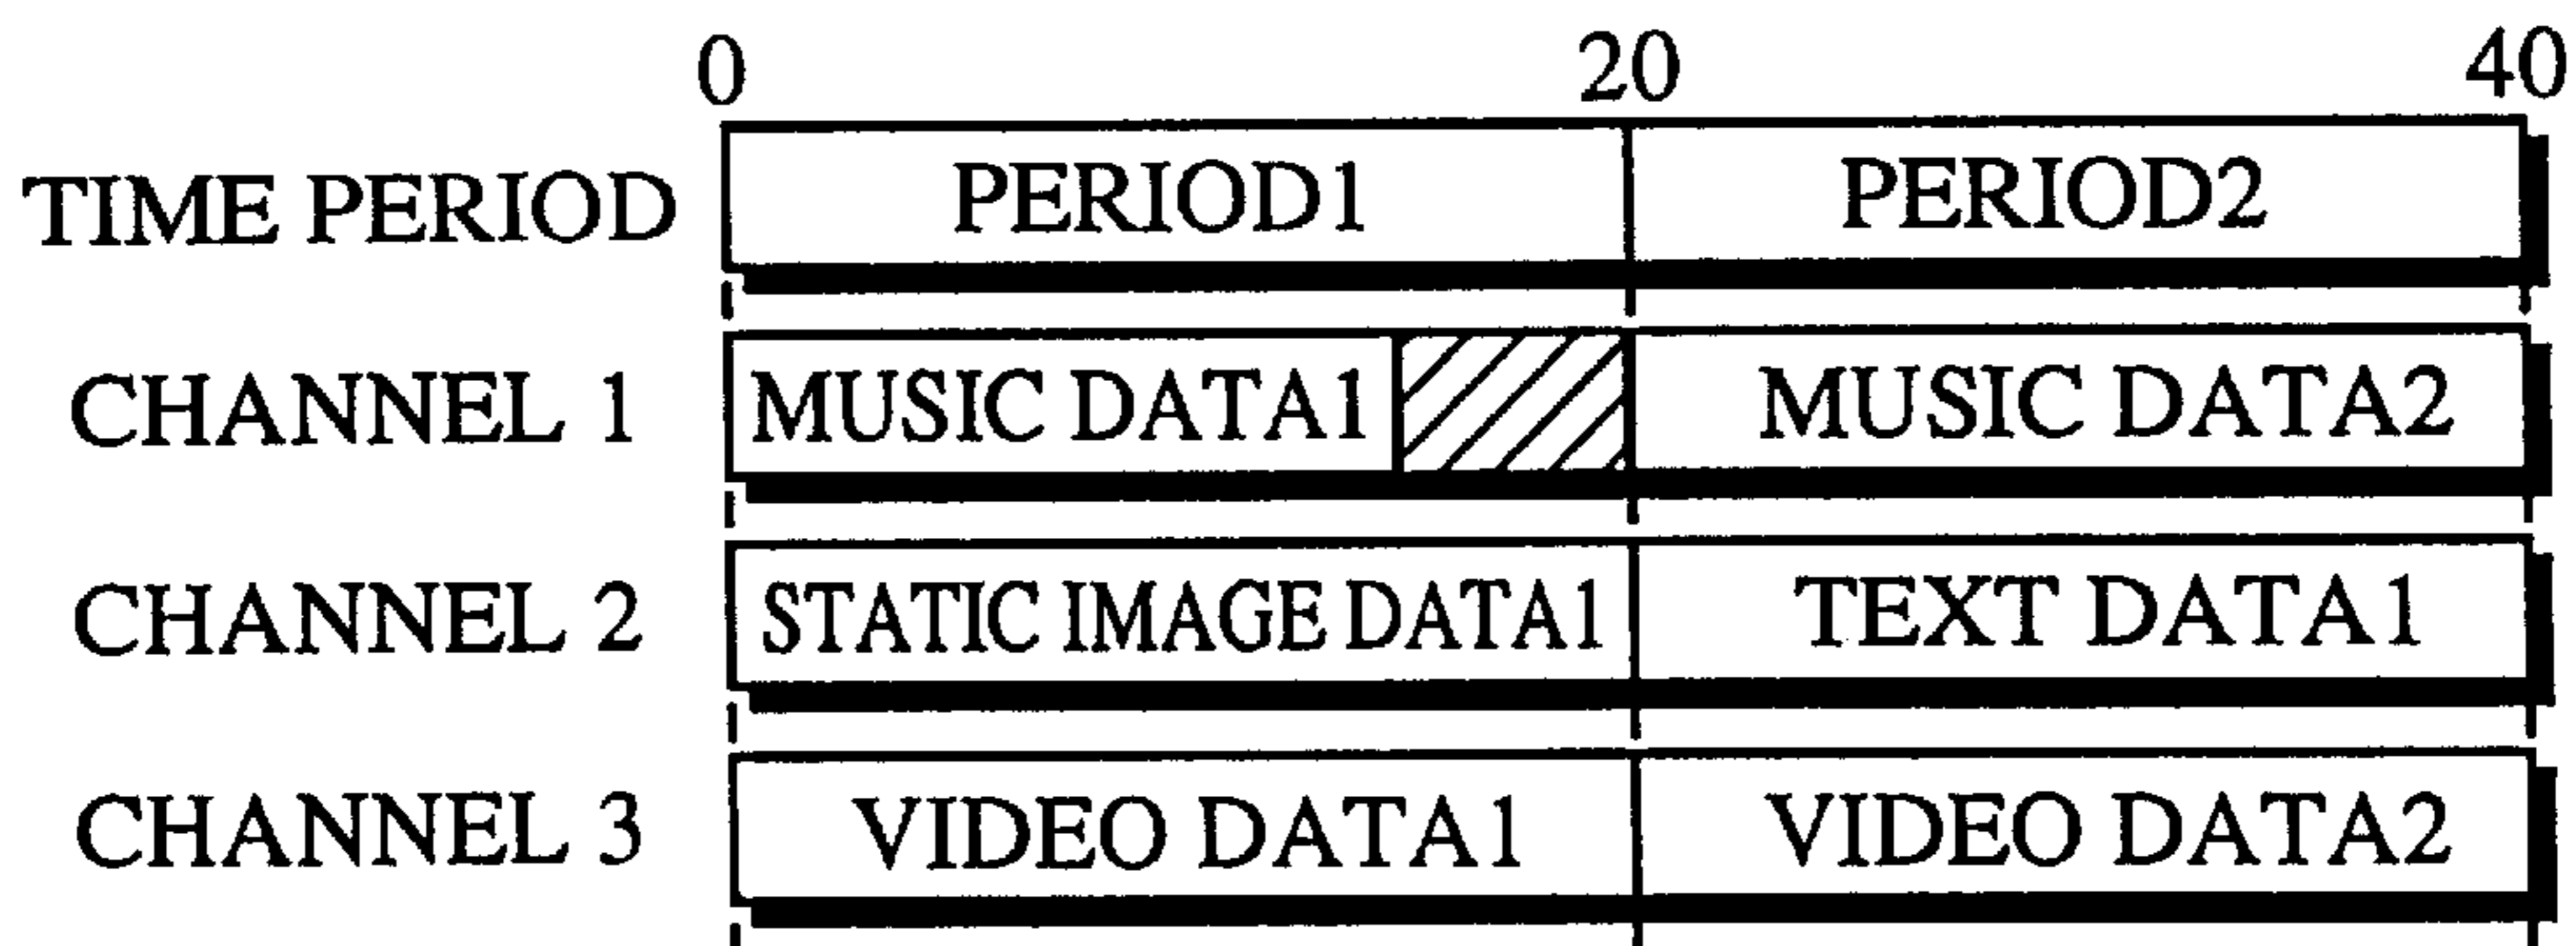 0 20 40
TIME PERIOD PERIOD1 PERIOD2
CHANNEL 1 MUSIC DATA1 MUSIC DATA2
CHANNEL 2 STATIC IMAGE DATA1 TEXT DATA1
CHANNEL 3 VIDEO DATA1 VIDEO DATA2